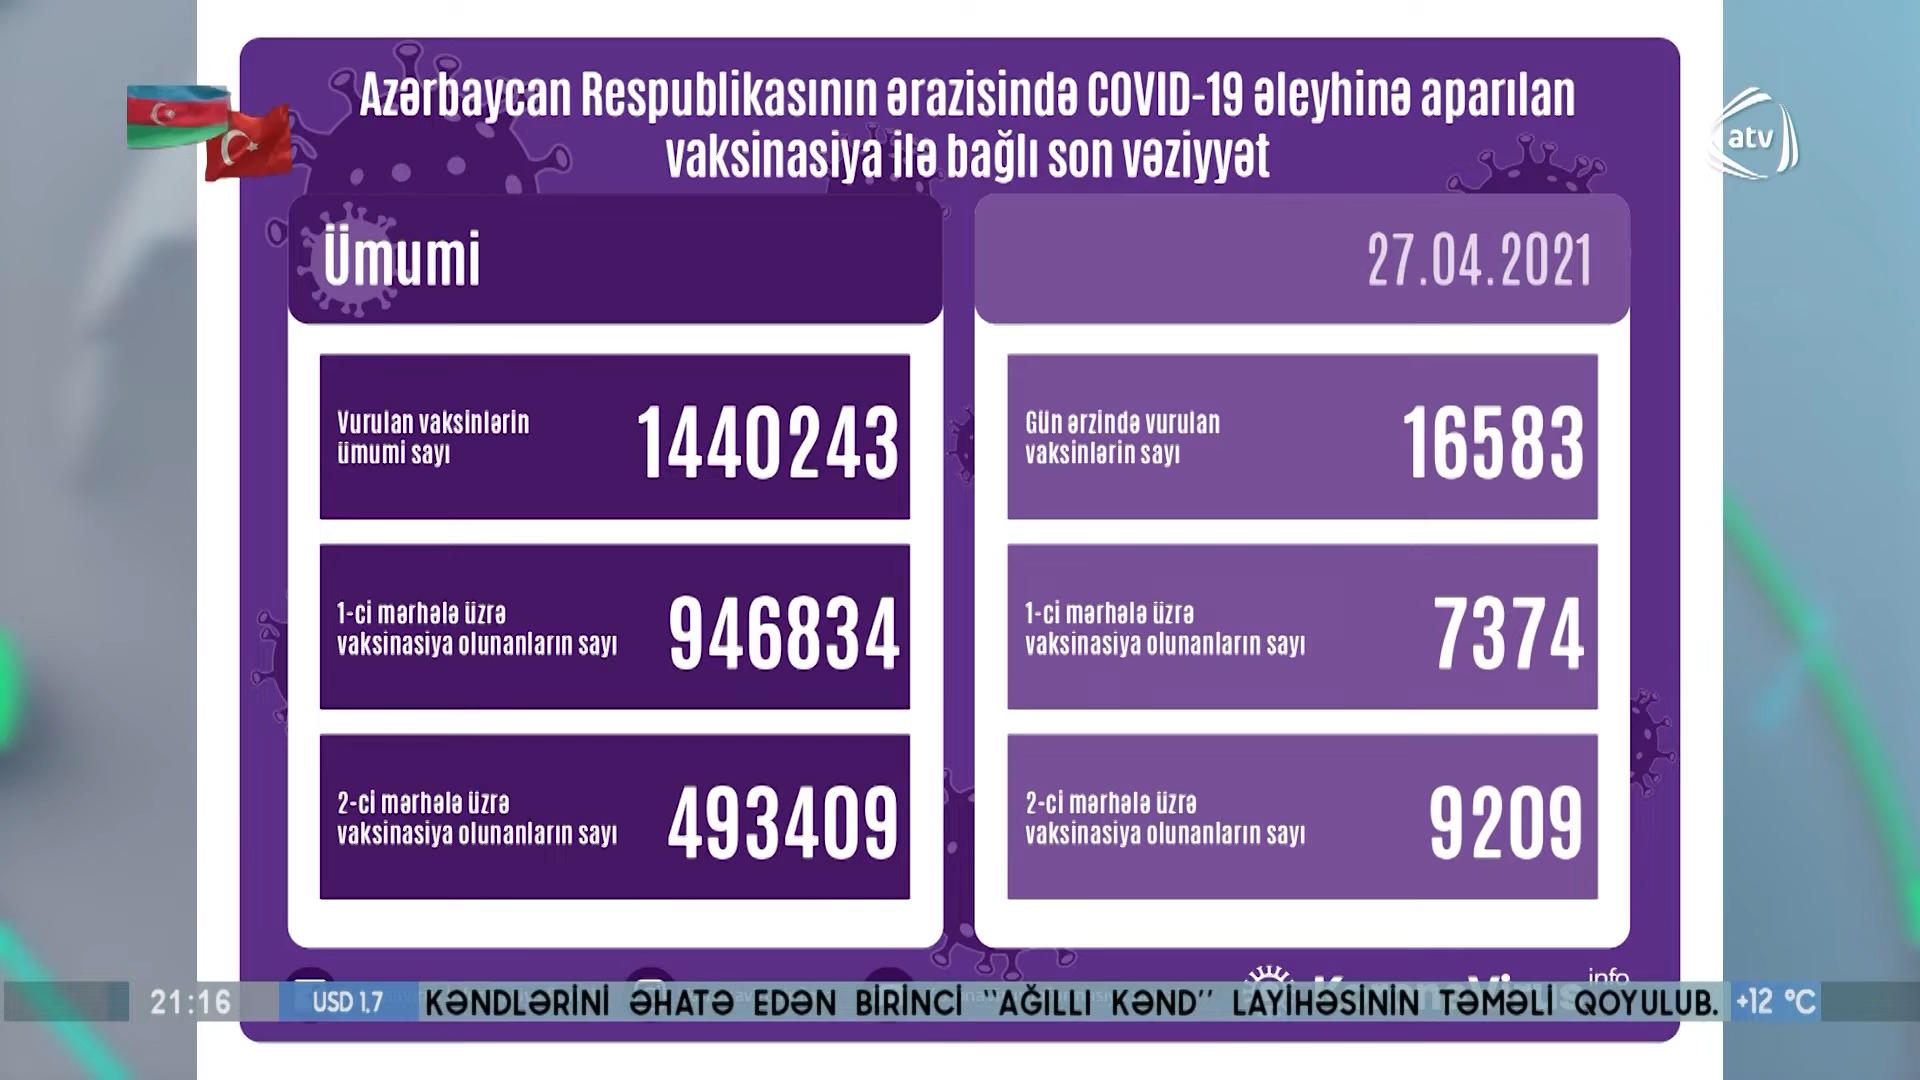 Azərbaycan Respublikasının ərazisində COVID-19 əleyhinə aparılan
vaksinasiya ilə bağlı son vəziyyət
atv
Ümumi
27.04.2021
Vurulan vaksinlərin
ümumi sayı
1440243
Gün ərzində vurulan
vaksinlərin sayı
16583
1-ci mərhələ üzrə
vaksinasiya olunanların sayı
946834
1-ci mərhələ üzrə
vaksinasiya olunanların sayı
7374
2-ci mərhələ üzrə
vaksinasiya olunanların sayı
493409
2-ci mərhələ üzrə
vaksinasiya olunanların sayı
9209
KoronaVirus info
21:16
USD 1,7
KƏNDLƏRİNİ ƏHATƏ EDƏN BİRİNCİ “AĞILLI KƏND” LAYİHƏSİNİN TƏMƏLİ QOYULUB.
+12 °C